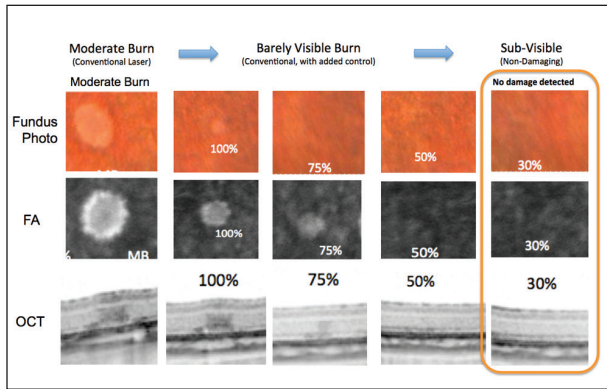 Moderate Burn
(Conventional Laser)
Barely Visible Burn
(Conventional, with added control)
Sub-Visible
(Non-Damaging)
Moderate Burn
No damage detected
Fundus
Photo
100%
75%
50%
30%
FA
%
MB
100%
75%
50%
30%
100%
75%
50%
30%
OCT